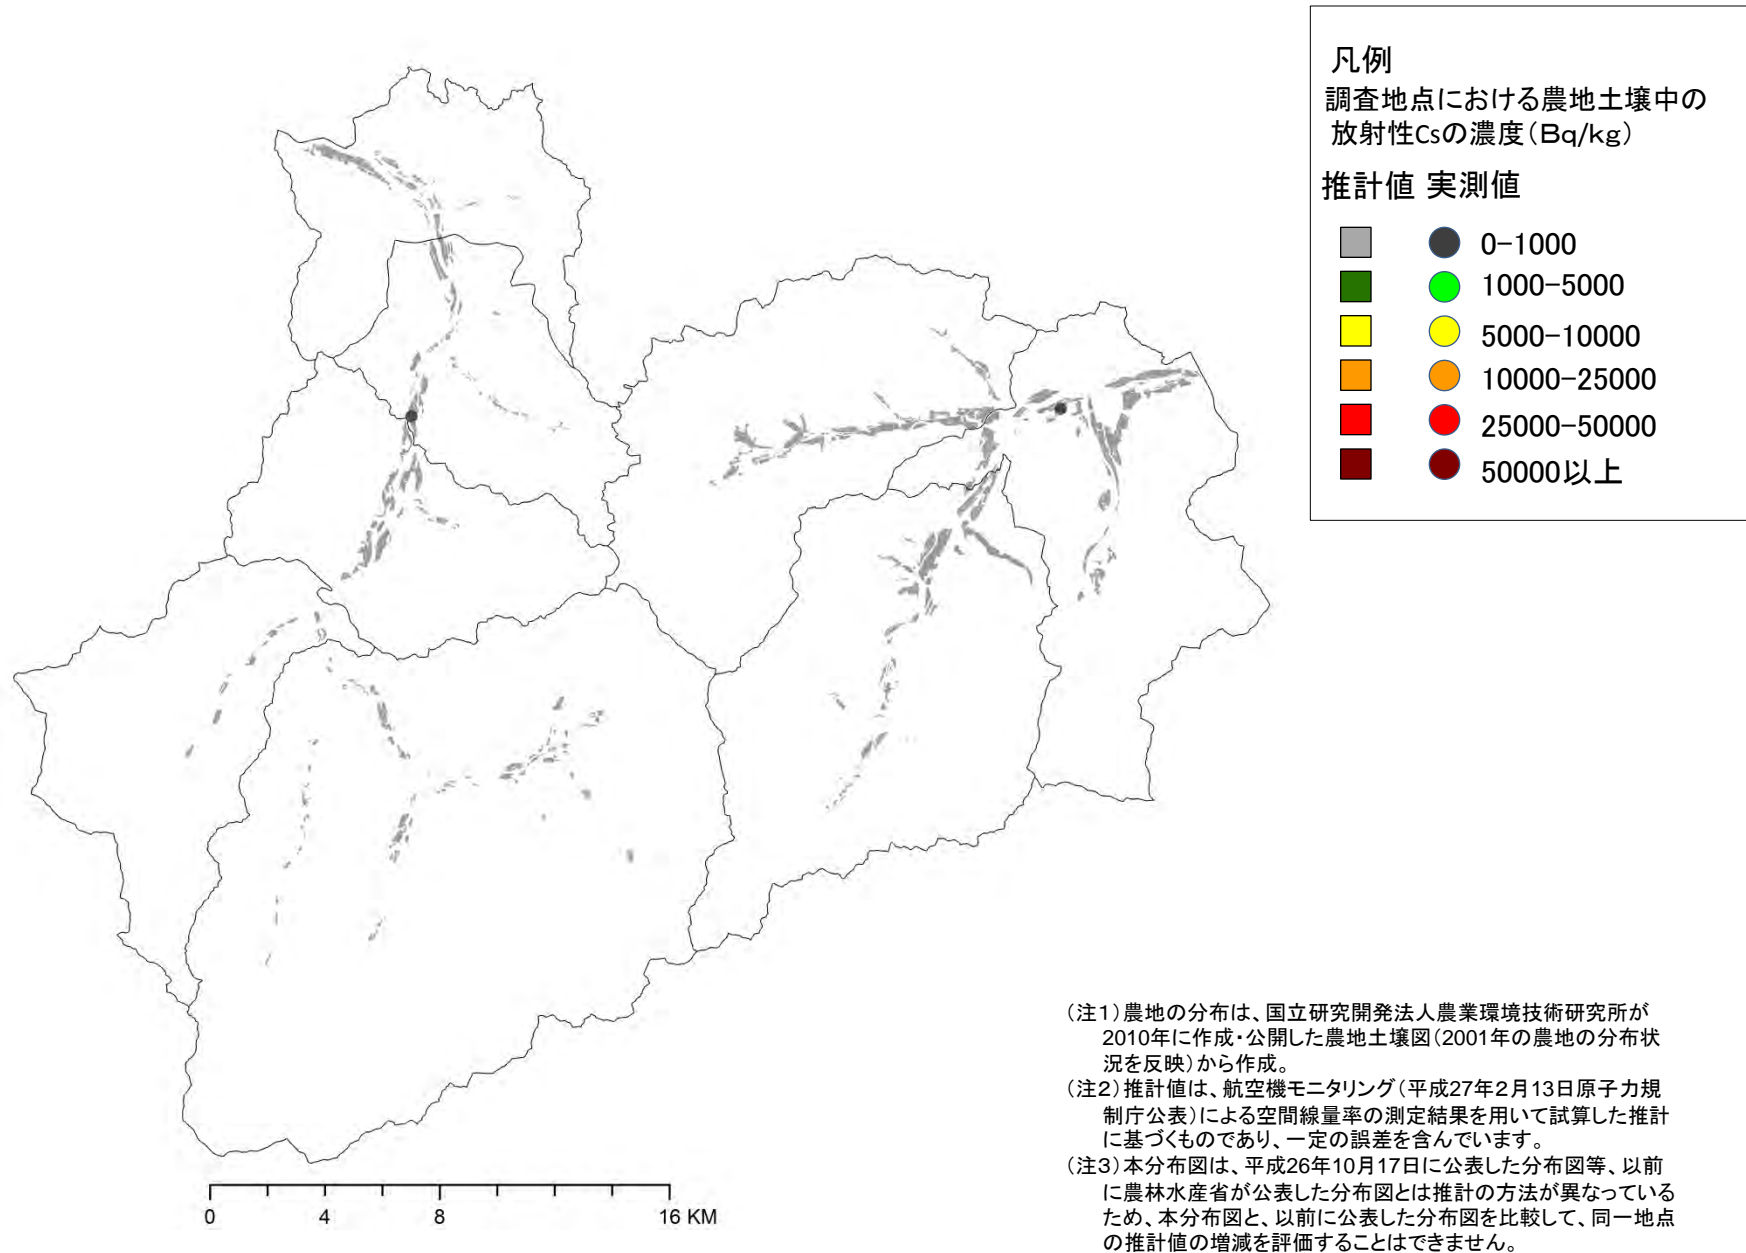 凡例
調査地点における農地土壌中の
放射性Csの濃度（Bq/kg）
推計値 実測値
0-1000
1000-5000
5000-10000
10000-25000
25000-50000
50000以上
（注1）農地の分布は、国立研究開発法人農業環境技術研究所が
2010年に作成・公開した農地土壌図（2001年の農地の分布状
況を反映）から作成。
（注2）推計値は、航空機モニタリング（平成27年2月13日原子力規
制庁公表）による空間線量率の測定結果を用いて試算した推計
に基づくものであり、一定の誤差を含んでいます。
（注3）本分布図は、平成26年10月17日に公表した分布図等、以前
に農林水産省が公表した分布図とは推計の方法が異なっている
ため、本分布図と、以前に公表した分布図を比較して、同一地点
の推計値の増減を評価することはできません。
0 4 8 16 KM